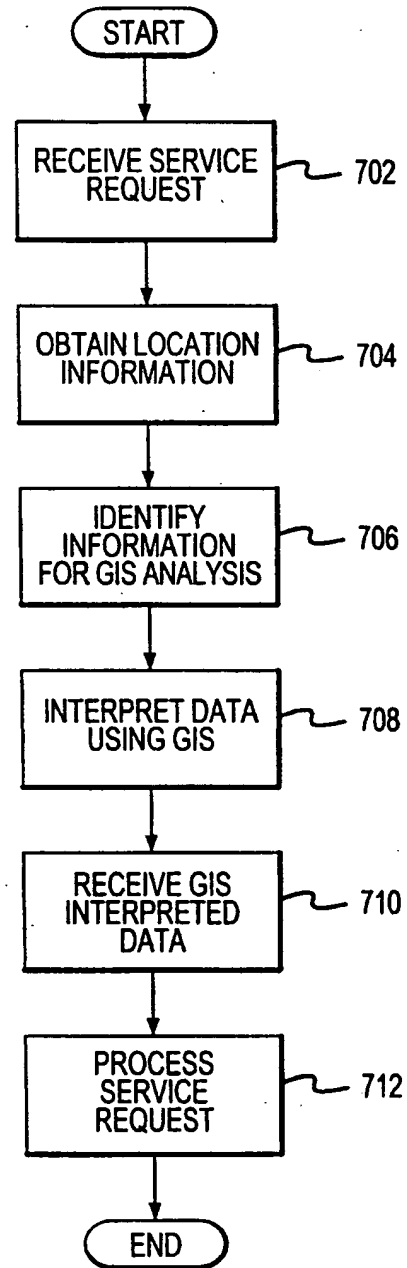 START
RECEIVE SERVICE
REQUEST
702
OBTAIN LOCATION
INFORMATION
704
IDENTIFY
INFORMATION
FOR GIS ANALYSIS
706
INTERPRET DATA
USING GIS
708
RECEIVE GIS
INTERPRETED
DATA
710
PROCESS
SERVICE
REQUEST
712
END